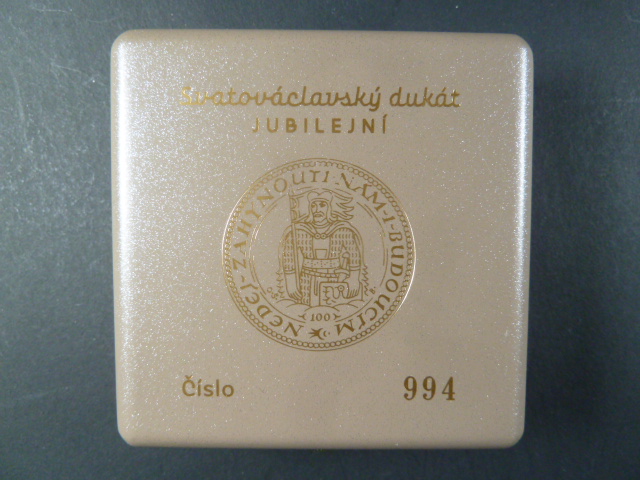 Svatováclavský dukát
JUBILEJNÍ
NEDEJ·ZAHYNOUTI·NÁM·I·BUDOUCÍM
100
Číslo 994